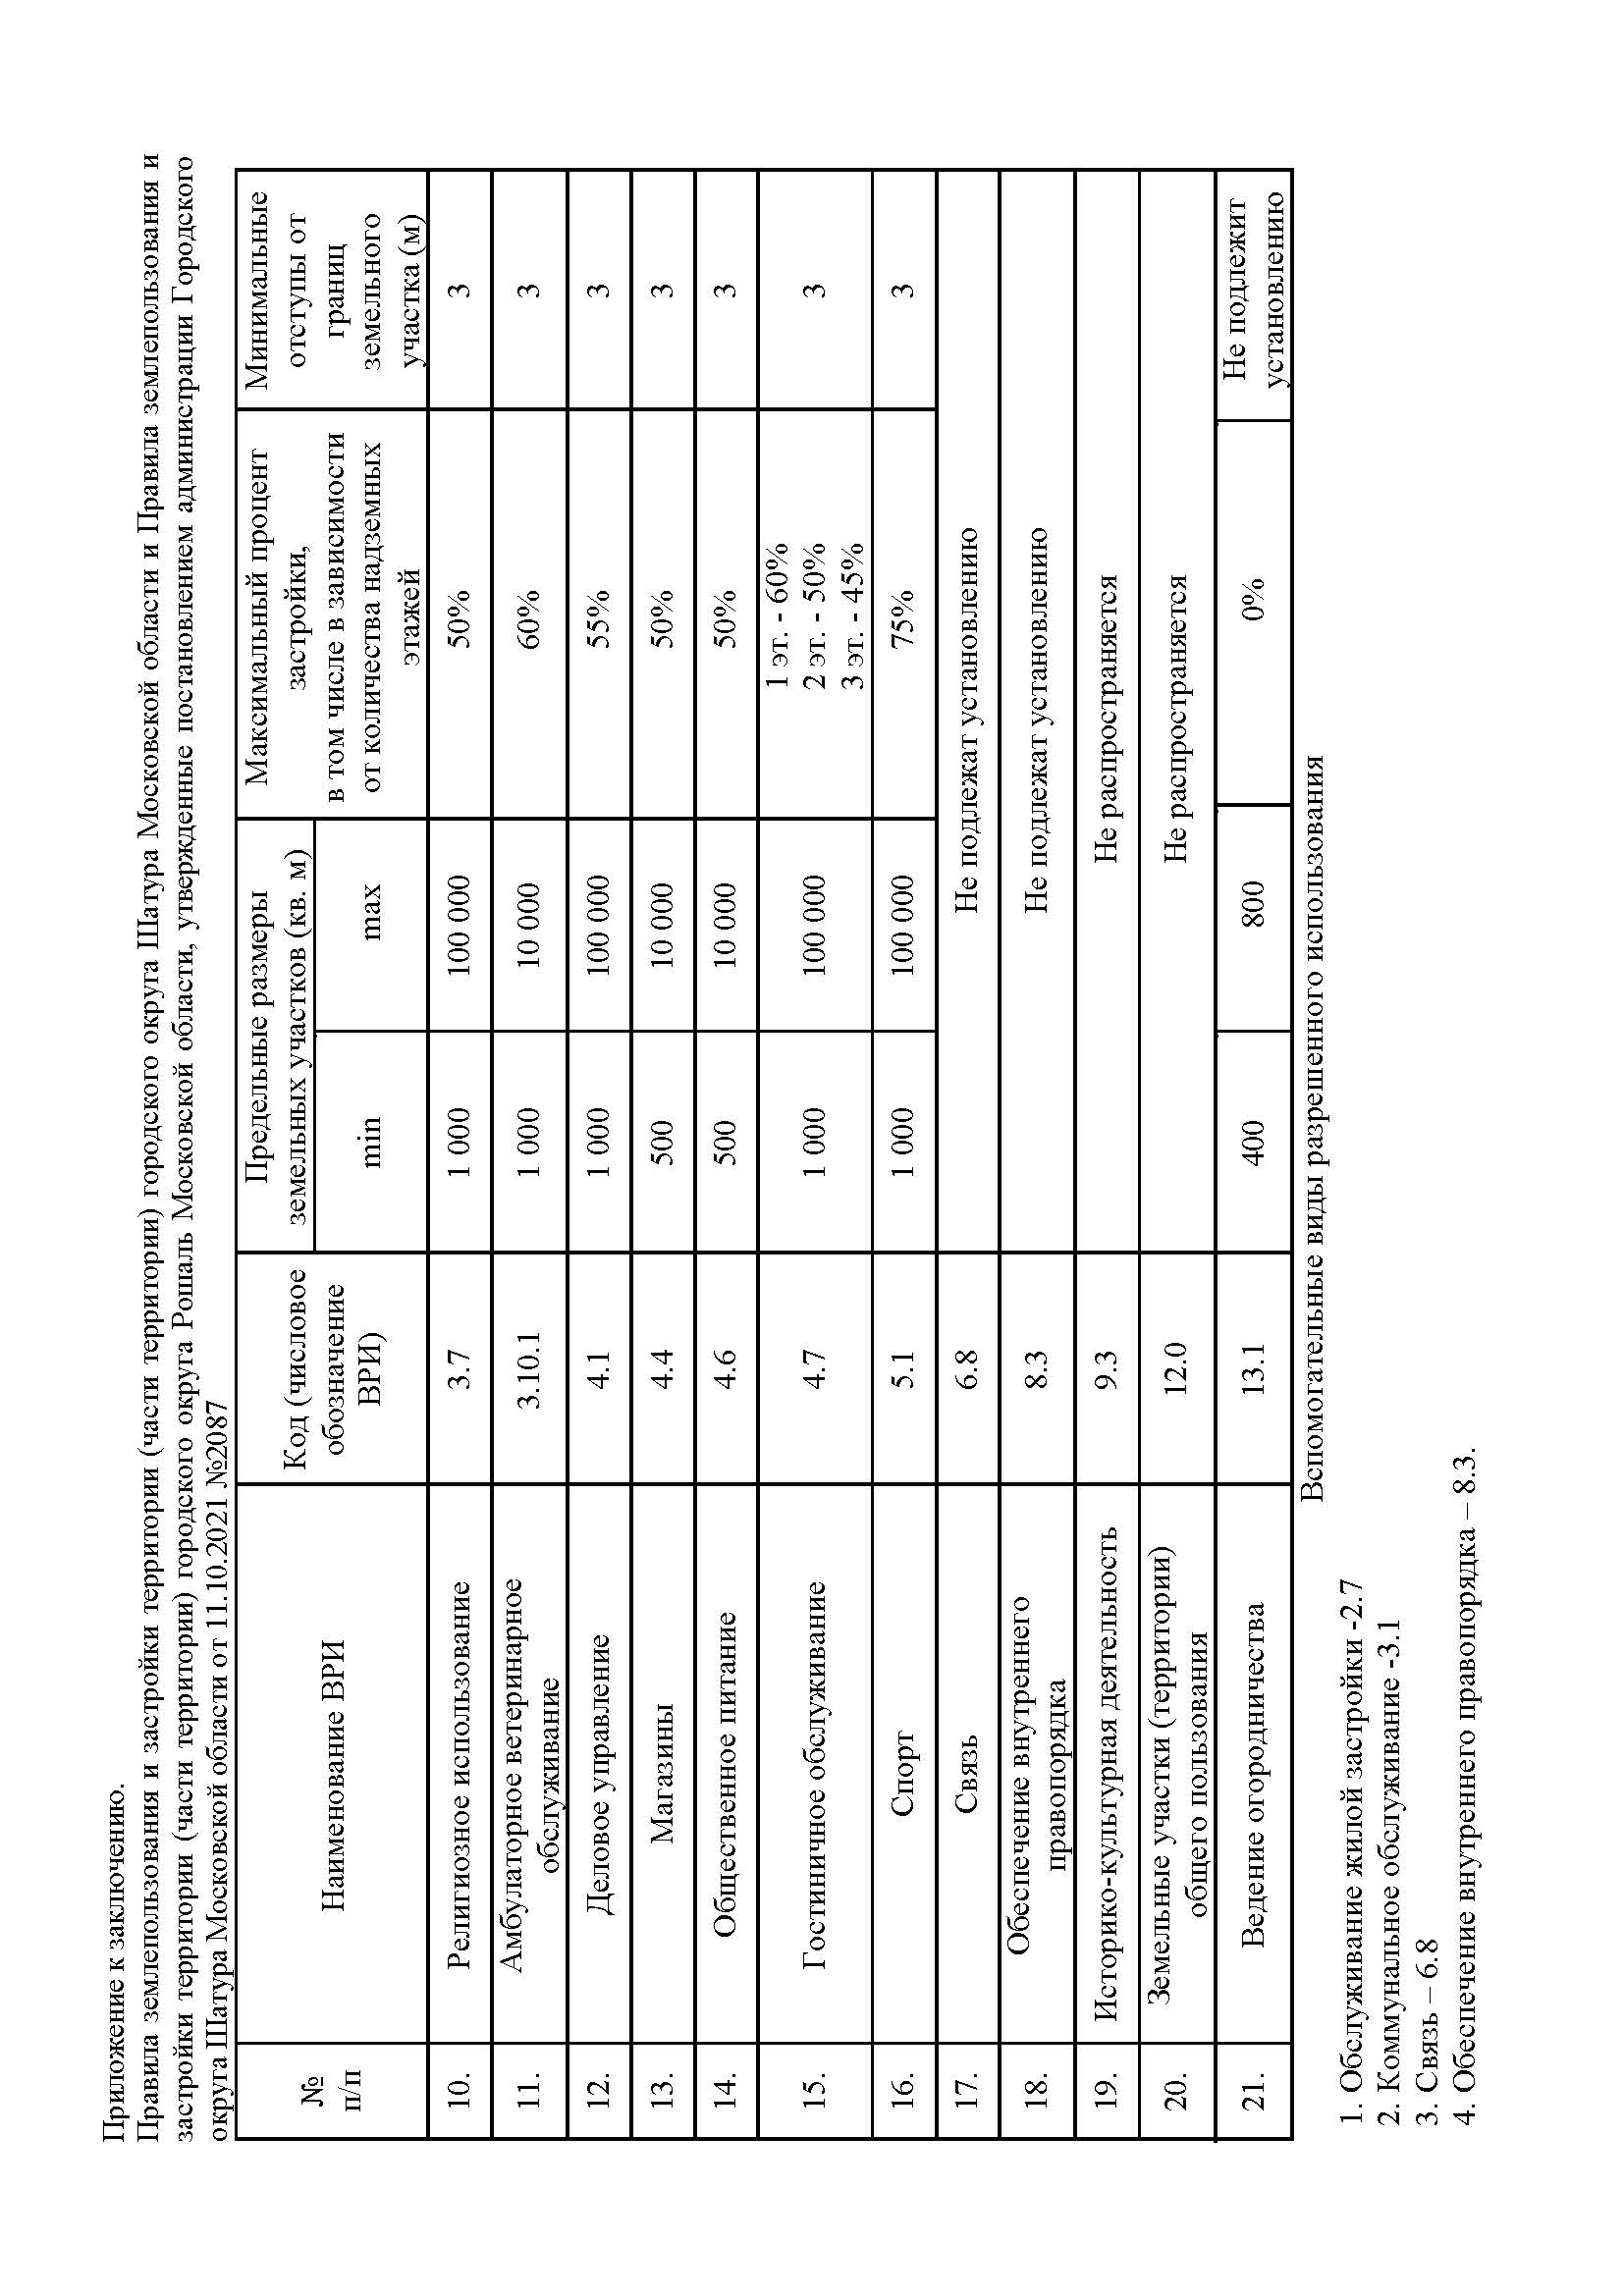 Приложение к заключению.
Правила землепользования и застройки территории (части территории) городского округа Шатура Московской области и Правила землепользования и
застройки территории (части территории) городского округа Рошаль Московской области, утвержденные постановлением администрации Городского
округа Шатура Московской области от 11.10.2021 №2087
№
п/п
Наименование ВРИ
Код (числовое
обозначение
ВРИ)
Предельные размеры
земельных участков (кв. м)
min
max
Максимальный процент
застройки,
в том числе в зависимости
от количества надземных
этажей
Минимальные
отступы от
границ
земельного
участка (м)
10. Религиозное использование 3.7 1 000 100 000 50% 3
11. Амбулаторное ветеринарное
обслуживание 3.10.1 1 000 10 000 60% 3
12. Деловое управление 4.1 1 000 100 000 55% 3
13. Магазины 4.4 500 10 000 50% 3
14. Общественное питание 4.6 500 10 000 50% 3
15. Гостиничное обслуживание 4.7 1 000 100 000
1 эт. - 60%
2 эт. - 50%
3 эт. - 45%
3
16. Спорт 5.1 1 000 100 000 75% 3
17. Связь 6.8 Не подлежат установлению
18. Обеспечение внутреннего
правопорядка 8.3 Не подлежат установлению
19. Историко-культурная деятельность 9.3 Не распространяется
20. Земельные участки (территории)
общего пользования 12.0 Не распространяется
21. Ведение огородничества 13.1 400 800 0% Не подлежит
установлению
Вспомогательные виды разрешенного использования
1. Обслуживание жилой застройки -2.7
2. Коммунальное обслуживание -3.1
3. Связь – 6.8
4. Обеспечение внутреннего правопорядка – 8.3.